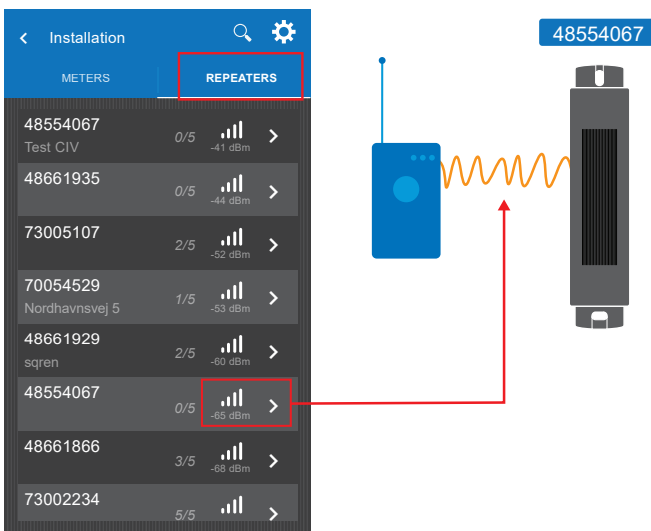 Installation
METERS REPEATERS
48554067
Test CIV
0/5
-41 dBm
48661935
0/5
-44 dBm
73005107
2/5
-52 dBm
70054529
Nordhavnsvej 5
1/5
-53 dBm
48661929
sqren
2/5
-60 dBm
48554067
0/5
-65 dBm
48661866
3/5
-68 dBm
73002234
5/5
48554067